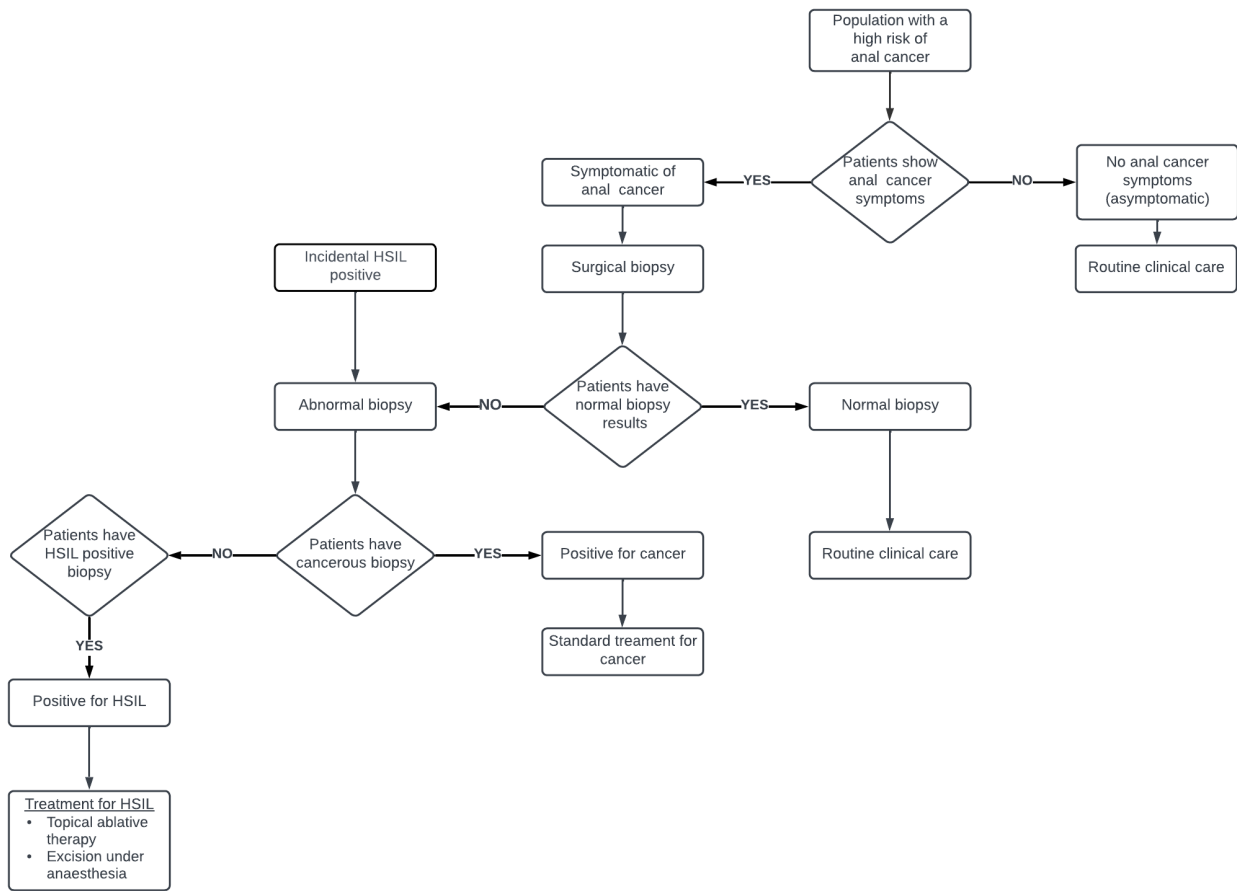 Population with a
high risk of
anal cancer
Patients show
anal cancer
symptoms
YES
NO
Symptomatic of
anal cancer
No anal cancer
symptoms
(asymptomatic)
Surgical biopsy
Routine clinical care
Incidental HSIL
positive
Patients have
normal biopsy
results
NO
YES
Abnormal biopsy
Normal biopsy
Patients have
cancerous biopsy
NO
YES
Patients have
HSIL positive
biopsy
Positive for cancer
Routine clinical care
YES
Standard treament for
cancer
Positive for HSIL
Treatment for HSIL
• Topical ablative
therapy
• Excision under
anaesthesia